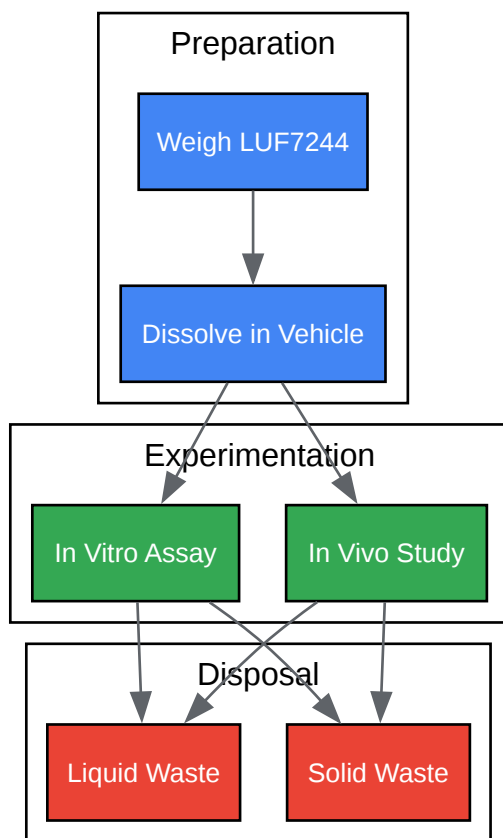 Preparation
Weigh LUF7244
Dissolve in Vehicle
Experimentation
In Vitro Assay
In Vivo Study
Disposal
Liquid Waste
Solid Waste